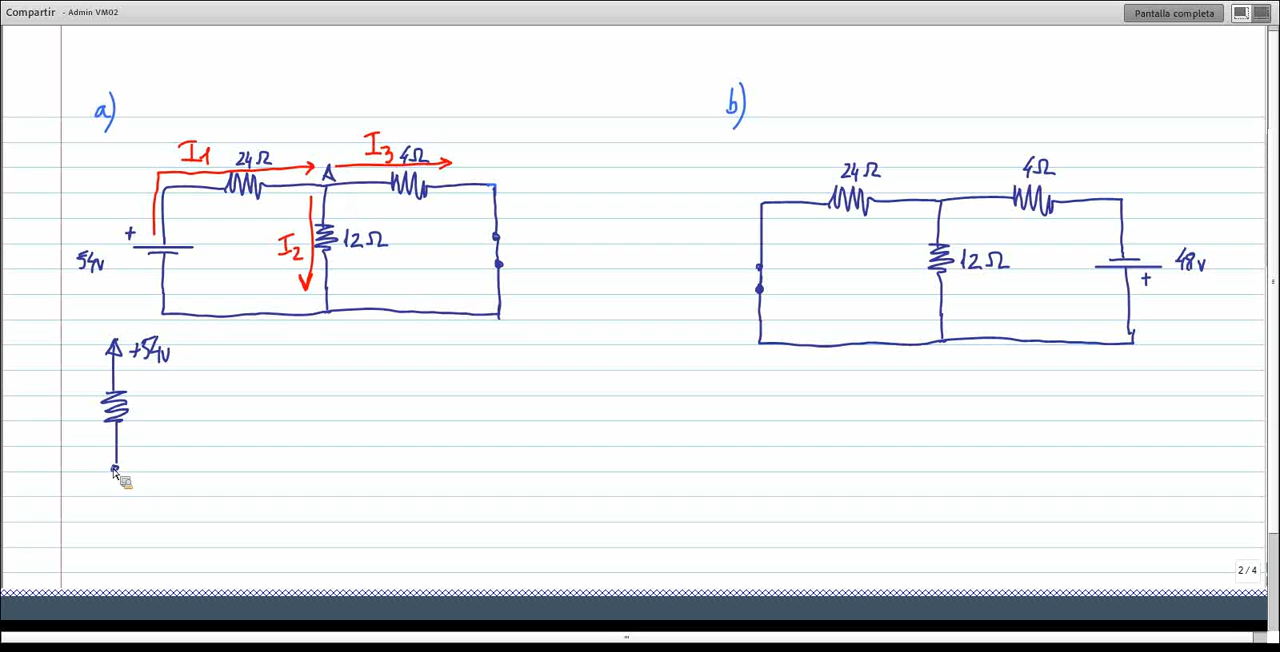 Compartir - Admin VM02
Pantalla completa
a)
I1
24Ω
A
I3
4Ω
+
54v
I2
12Ω
+54v
b)
24Ω
4Ω
12Ω
48v
+
2 / 4